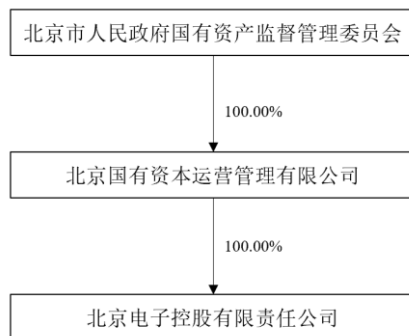 北京市人民政府国有资产监督管理委员会
100.00%
北京国有资本运营管理有限公司
100.00%
北京电子控股有限责任公司